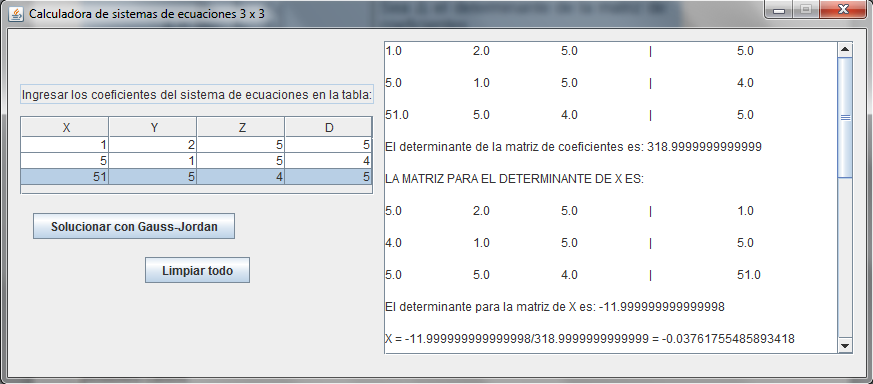 Calculadora de sistemas de ecuaciones 3 x 3
Ingresar los coeficientes del sistema de ecuaciones en la tabla:
X Y Z D
1 2 5 5
5 1 5 4
51 5 4 5
Solucionar con Gauss-Jordan
Limpiar todo
1.0 2.0 5.0 | 5.0
5.0 1.0 5.0 | 4.0
51.0 5.0 4.0 | 5.0
El determinante de la matriz de coeficientes es: 318.9999999999999
LA MATRIZ PARA EL DETERMINANTE DE X ES:
5.0 2.0 5.0 | 1.0
4.0 1.0 5.0 | 5.0
5.0 5.0 4.0 | 51.0
El determinante para la matriz de X es: -11.999999999999998
X = -11.999999999999998/318.9999999999999 = -0.03761755485893418